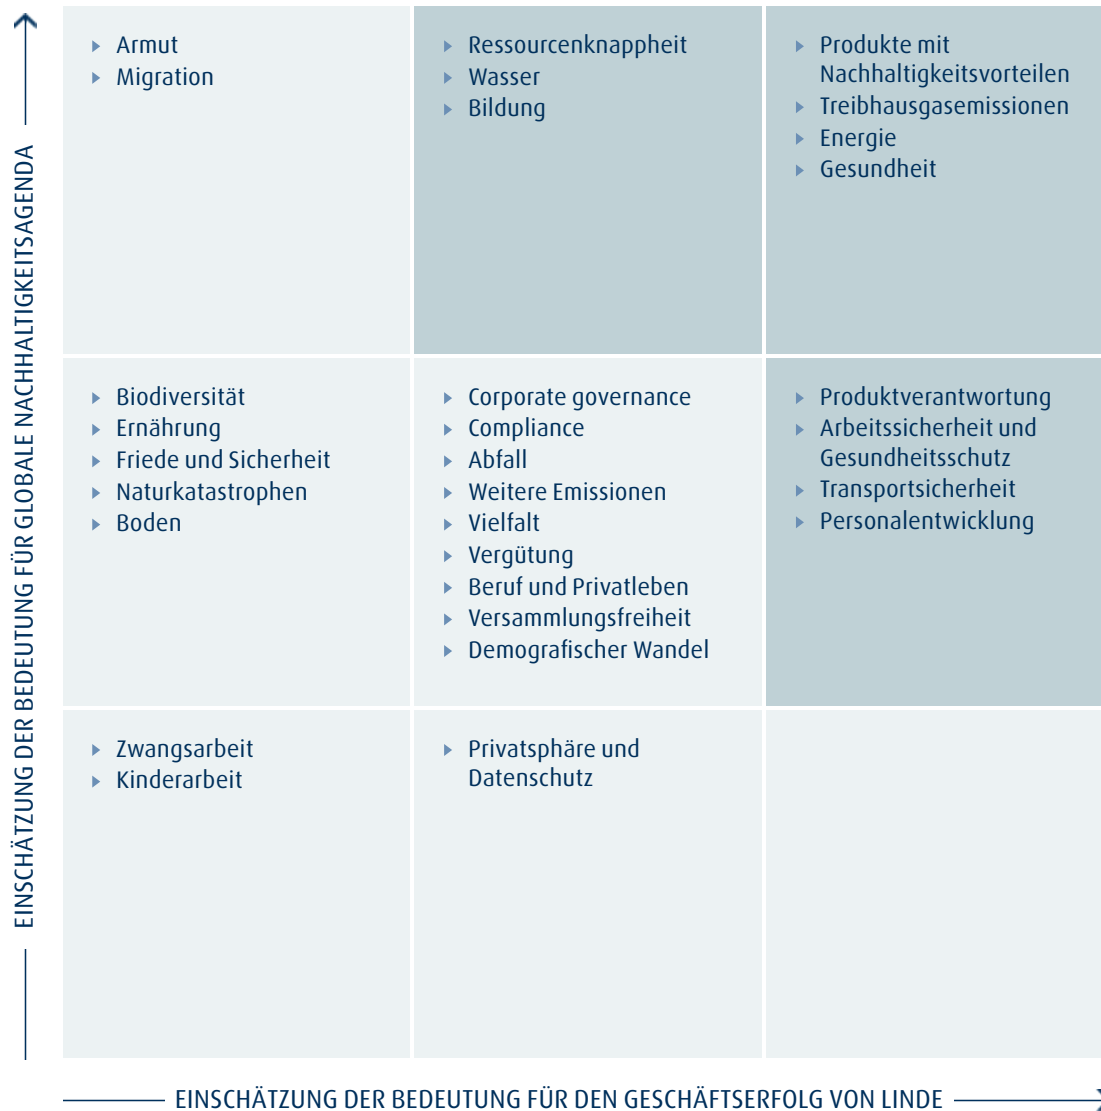 EINSCHÄTZUNG DER BEDEUTUNG FÜR GLOBALE NACHHALTIGKEITSAGENDA
Armut
Migration
Ressourcenknappheit
Wasser
Bildung
Produkte mit
Nachhaltigkeitsvorteilen
Treibhausgasemissionen
Energie
Gesundheit
Biodiversität
Ernährung
Friede und Sicherheit
Naturkatastrophen
Boden
Corporate governance
Compliance
Abfall
Weitere Emissionen
Vielfalt
Vergütung
Beruf und Privatleben
Versammlungsfreiheit
Demografischer Wandel
Produktverantwortung
Arbeitssicherheit und
Gesundheitsschutz
Transportsicherheit
Personalentwicklung
Zwangsarbeit
Kinderarbeit
Privatsphäre und
Datenschutz
EINSCHÄTZUNG DER BEDEUTUNG FÜR DEN GESCHÄFTSERFOLG VON LINDE